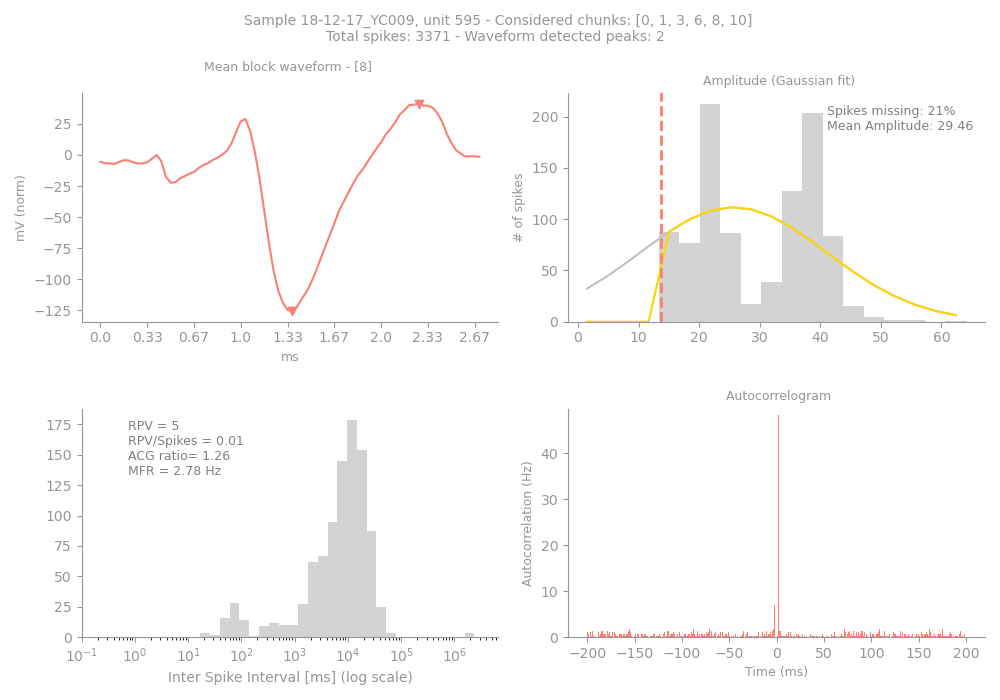 Sample 18-12-17_YC009, unit 595 - Considered chunks: [0, 1, 3, 6, 8, 10]
Total spikes: 3371 - Waveform detected peaks: 2
Mean block waveform - [8]
mV (norm)
25
0
−25
−50
−75
−100
−125
0.0 0.33 0.67 1.0 1.33 1.67 2.0 2.33 2.67
ms
Amplitude (Gaussian fit)
Spikes missing: 21%
Mean Amplitude: 29.46
# of spikes
200
150
100
50
0
0 10 20 30 40 50 60
RPV = 5
RPV/Spikes = 0.01
ACG ratio= 1.26
MFR = 2.78 Hz
175
150
125
100
75
50
25
0
10⁻¹ 10⁰ 10¹ 10² 10³ 10⁴ 10⁵ 10⁶
Inter Spike Interval [ms] (log scale)
Autocorrelogram
Autocorrelation (Hz)
40
30
20
10
0
−200 −150 −100 −50 0 50 100 150 200
Time (ms)